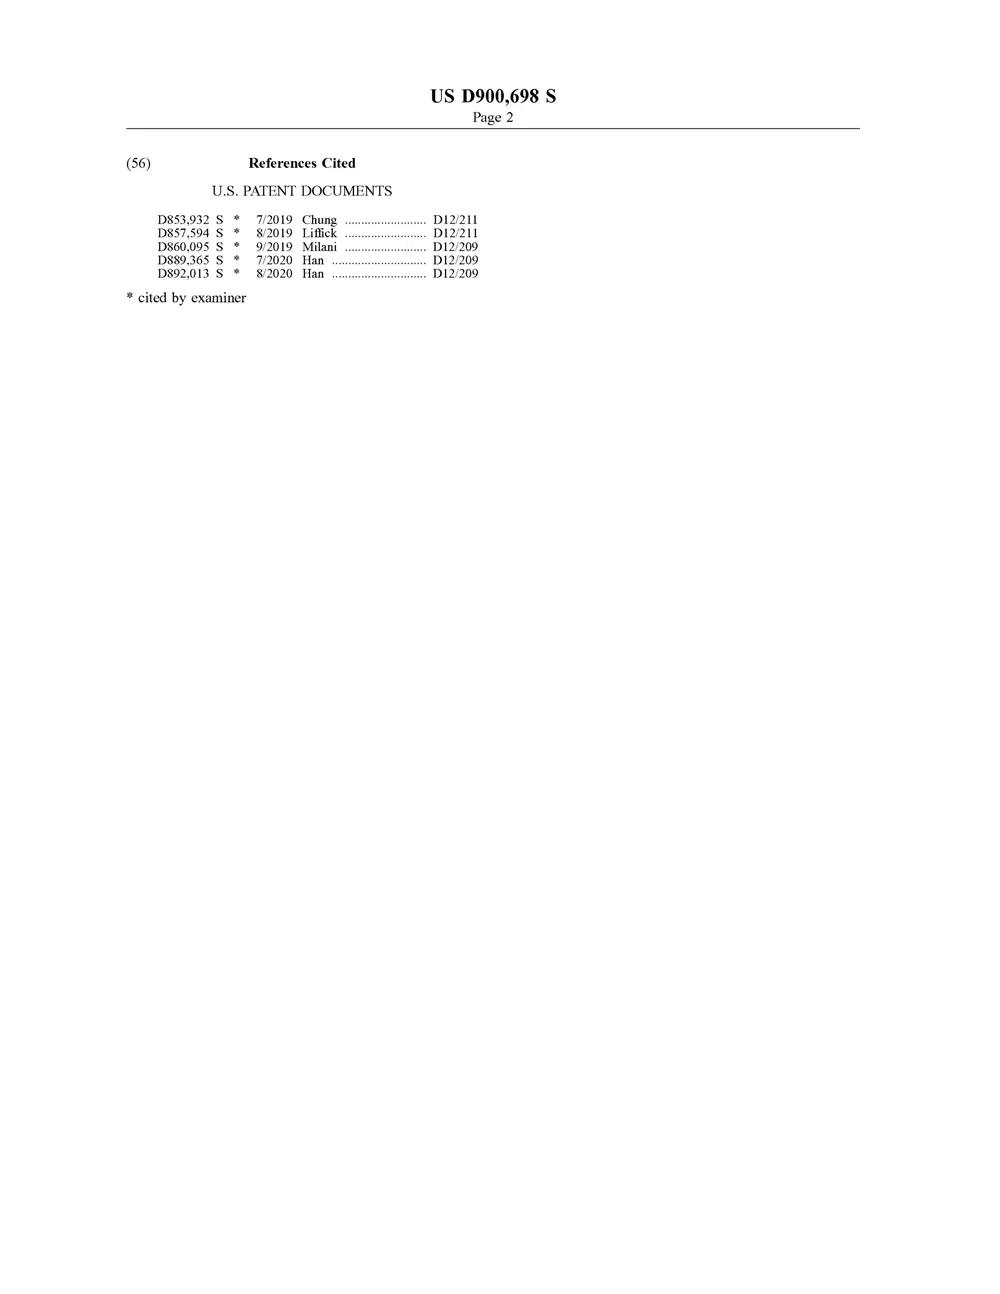 US D900,698 S
Page 2
(56) References Cited
U.S. PATENT DOCUMENTS
D853,932 S * 7/2019 Chung ......................... D12/211
D857,594 S * 8/2019 Liffick ......................... D12/211
D860,095 S * 9/2019 Milani ......................... D12/209
D889,365 S * 7/2020 Han ............................. D12/209
D892,013 S * 8/2020 Han ............................. D12/209
* cited by examiner